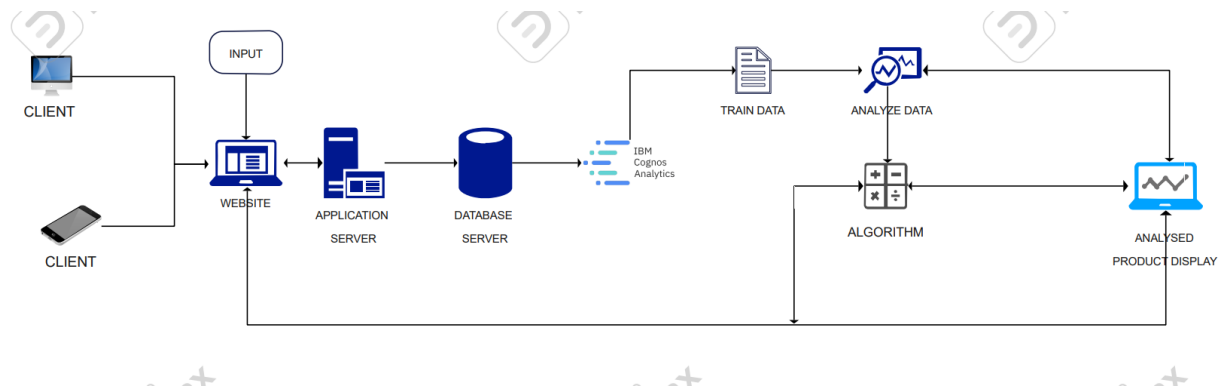 INPUT
CLIENT
TRAIN DATA
ANALYZE DATA
IBM
Cognos
Analytics
WEBSITE
APPLICATION
SERVER
DATABASE
SERVER
ALGORITHM
CLIENT
ANALYSED
PRODUCT DISPLAY